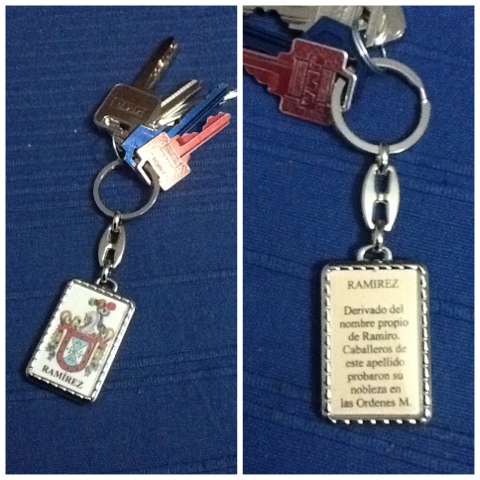 RAMÍREZ
RAMIREZ
Derivado del
nombre propio
de Ramiro.
Caballeros de
este apellido
probaron su
nobleza en
las Ordenes M.